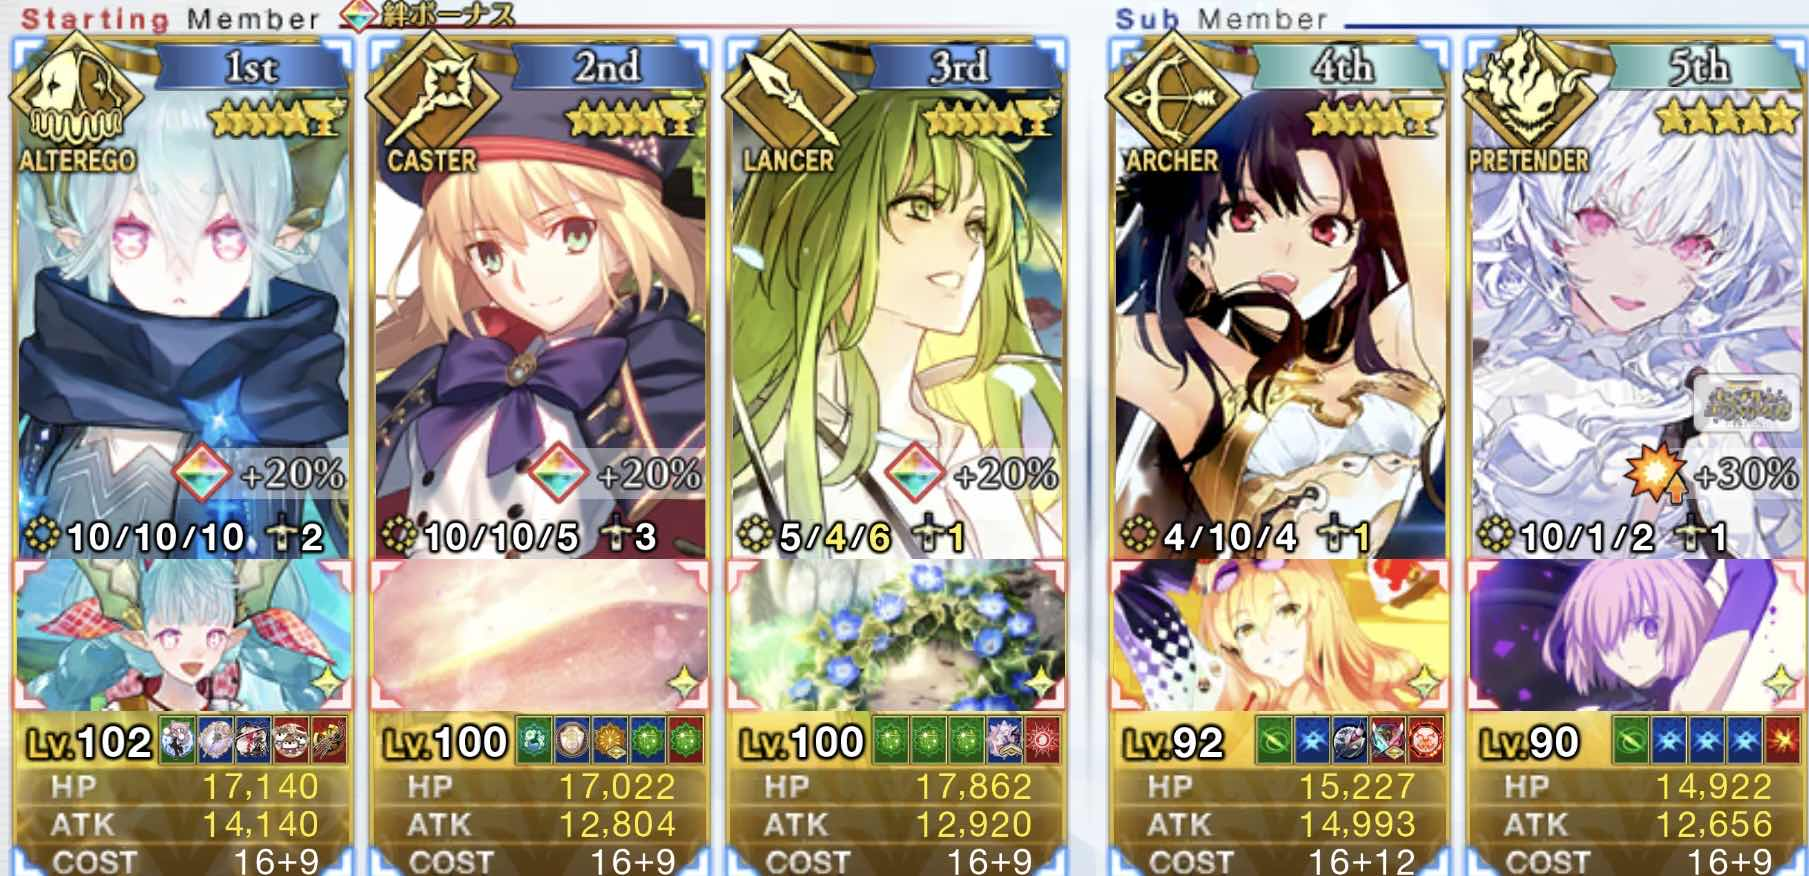 Starting Member 絆ボーナス Sub Member
1st 2nd 3rd 4th 5th
ALTEREGO CASTER LANCER ARCHER PRETENDER
+20% +20% +20% +30%
10/10/10 2 10/10/5 3 5/4/6 1 4/10/4 1 10/1/2 1
Lv.102 Lv.100 Lv.100 Lv.92 Lv.90
HP 17,140 HP 17,022 HP 17,862 HP 15,227 HP 14,922
ATK 14,140 ATK 12,804 ATK 12,920 ATK 14,993 ATK 12,656
COST 16+9 COST 16+9 COST 16+9 COST 16+12 COST 16+9